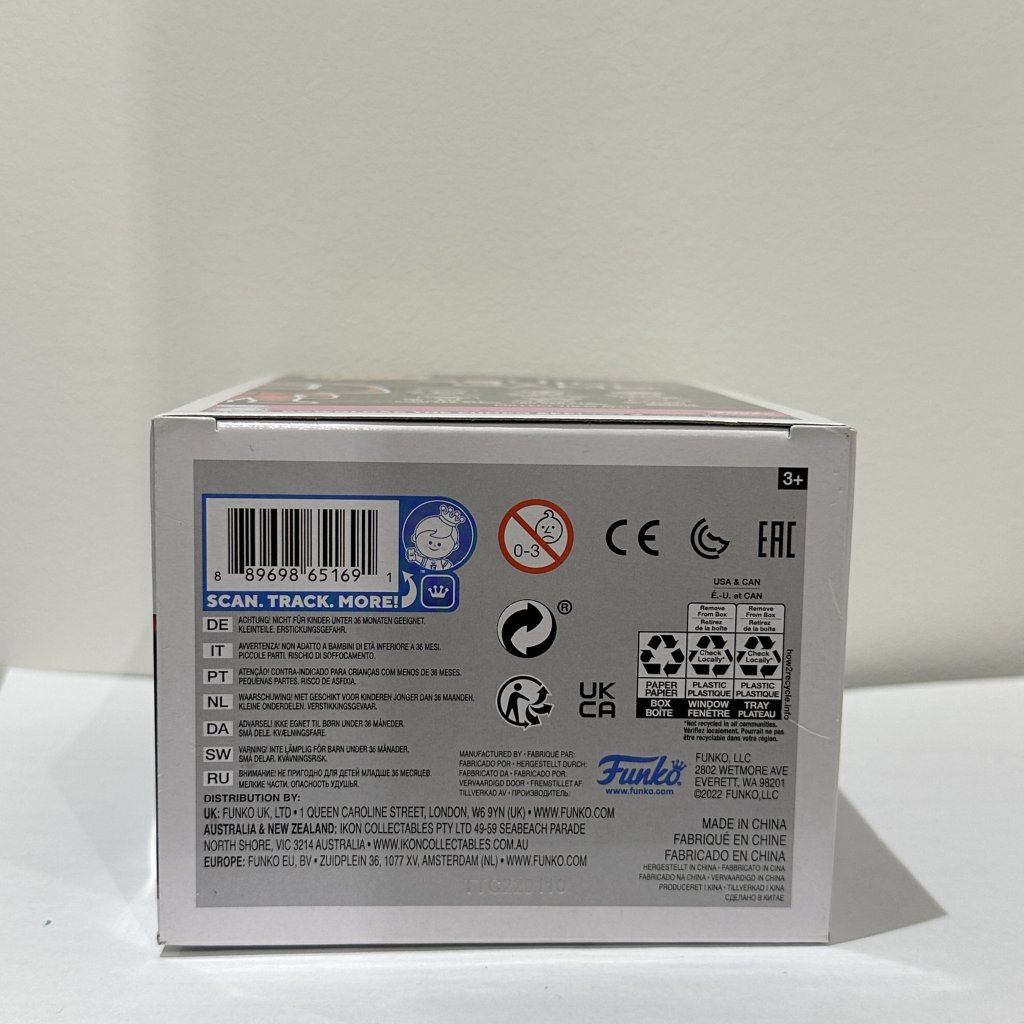 3+
8 89698 65169 1
SCAN. TRACK. MORE!
™
DE ACHTUNG! NICHT FÜR KINDER UNTER 36 MONATEN GEEIGNET.
KLEINTEILE. ERSTICKUNGSGEFAHR.
IT AVVERTENZA! NON ADATTO A BAMBINI DI ETÀ INFERIORE A 36 MESI.
PICCOLE PARTI. RISCHIO DI SOFFOCAMENTO.
PT ATENÇÃO! CONTRA-INDICADO PARA CRIANÇAS COM MENOS DE 36 MESES.
PEQUENAS PARTES. RISCO DE ASFIXIA.
NL WAARSCHUWING! NIET GESCHIKT VOOR KINDEREN JONGER DAN 36 MAANDEN.
KLEINE ONDERDELEN. VERSTIKKINGSGEVAAR.
DA ADVARSEL! IKKE EGNET TIL BØRN UNDER 36 MÅNEDER.
SMÅ DELE. KVÆLNINGSFARE.
SW VARNING! INTE LÄMPLIG FÖR BARN UNDER 36 MÅNADER.
SMÅ DELAR. KVÄVNINGSRISK.
RU ВНИМАНИЕ! НЕ ПРИГОДНО ДЛЯ ДЕТЕЙ МЛАДШЕ 36 МЕСЯЦЕВ.
МЕЛКИЕ ЧАСТИ. ОПАСНОСТЬ УДУШЬЯ.
0-3
CE
EAC
®
UK
CA
USA & CAN
É.-U. et CAN
Remove From Box
Retirez de la boîte
Remove From Box
Retirez de la boîte
Check Locally*
Check Locally*
PAPER
PAPIER
BOX
BOÎTE
PLASTIC
PLASTIQUE
WINDOW
FENÊTRE
PLASTIC
PLASTIQUE
TRAY
PLATEAU
how2recycle.info
*Not recycled in all communities.
Vérifiez localement. Pourrait ne pas
être recyclable dans votre région.
MANUFACTURED BY • FABRIQUÉ PAR:
FABRICADO POR • HERGESTELLT DURCH:
FABBRICATO DA • FABRICADO POR:
VERVAARDIGD DOOR • FREMSTILLET AF:
TILLVERKAD AV • ПРОИЗВОДИТЕЛЬ:
Funko
www.funko.com
FUNKO, LLC
2802 WETMORE AVE
EVERETT, WA 98201
©2022 FUNKO,LLC
DISTRIBUTION BY:
UK: FUNKO UK, LTD • 1 QUEEN CAROLINE STREET, LONDON, W6 9YN (UK) • WWW.FUNKO.COM
AUSTRALIA & NEW ZEALAND: IKON COLLECTABLES PTY LTD 49-59 SEABEACH PARADE
NORTH SHORE, VIC 3214 AUSTRALIA • WWW.IKONCOLLECTABLES.COM.AU
EUROPE: FUNKO EU, BV • ZUIDPLEIN 36, 1077 XV, AMSTERDAM (NL) • WWW.FUNKO.COM
MADE IN CHINA
FABRIQUÉ EN CHINE
FABRICADO EN CHINA
HERGESTELLT IN CHINA • FABBRICATO IN CINA
FABRICADO NA CHINA • VERVAARDIGD IN CHINA
PRODUCERET I KINA • TILLVERKAD I KINA
СДЕЛАНО В КИТАЕ